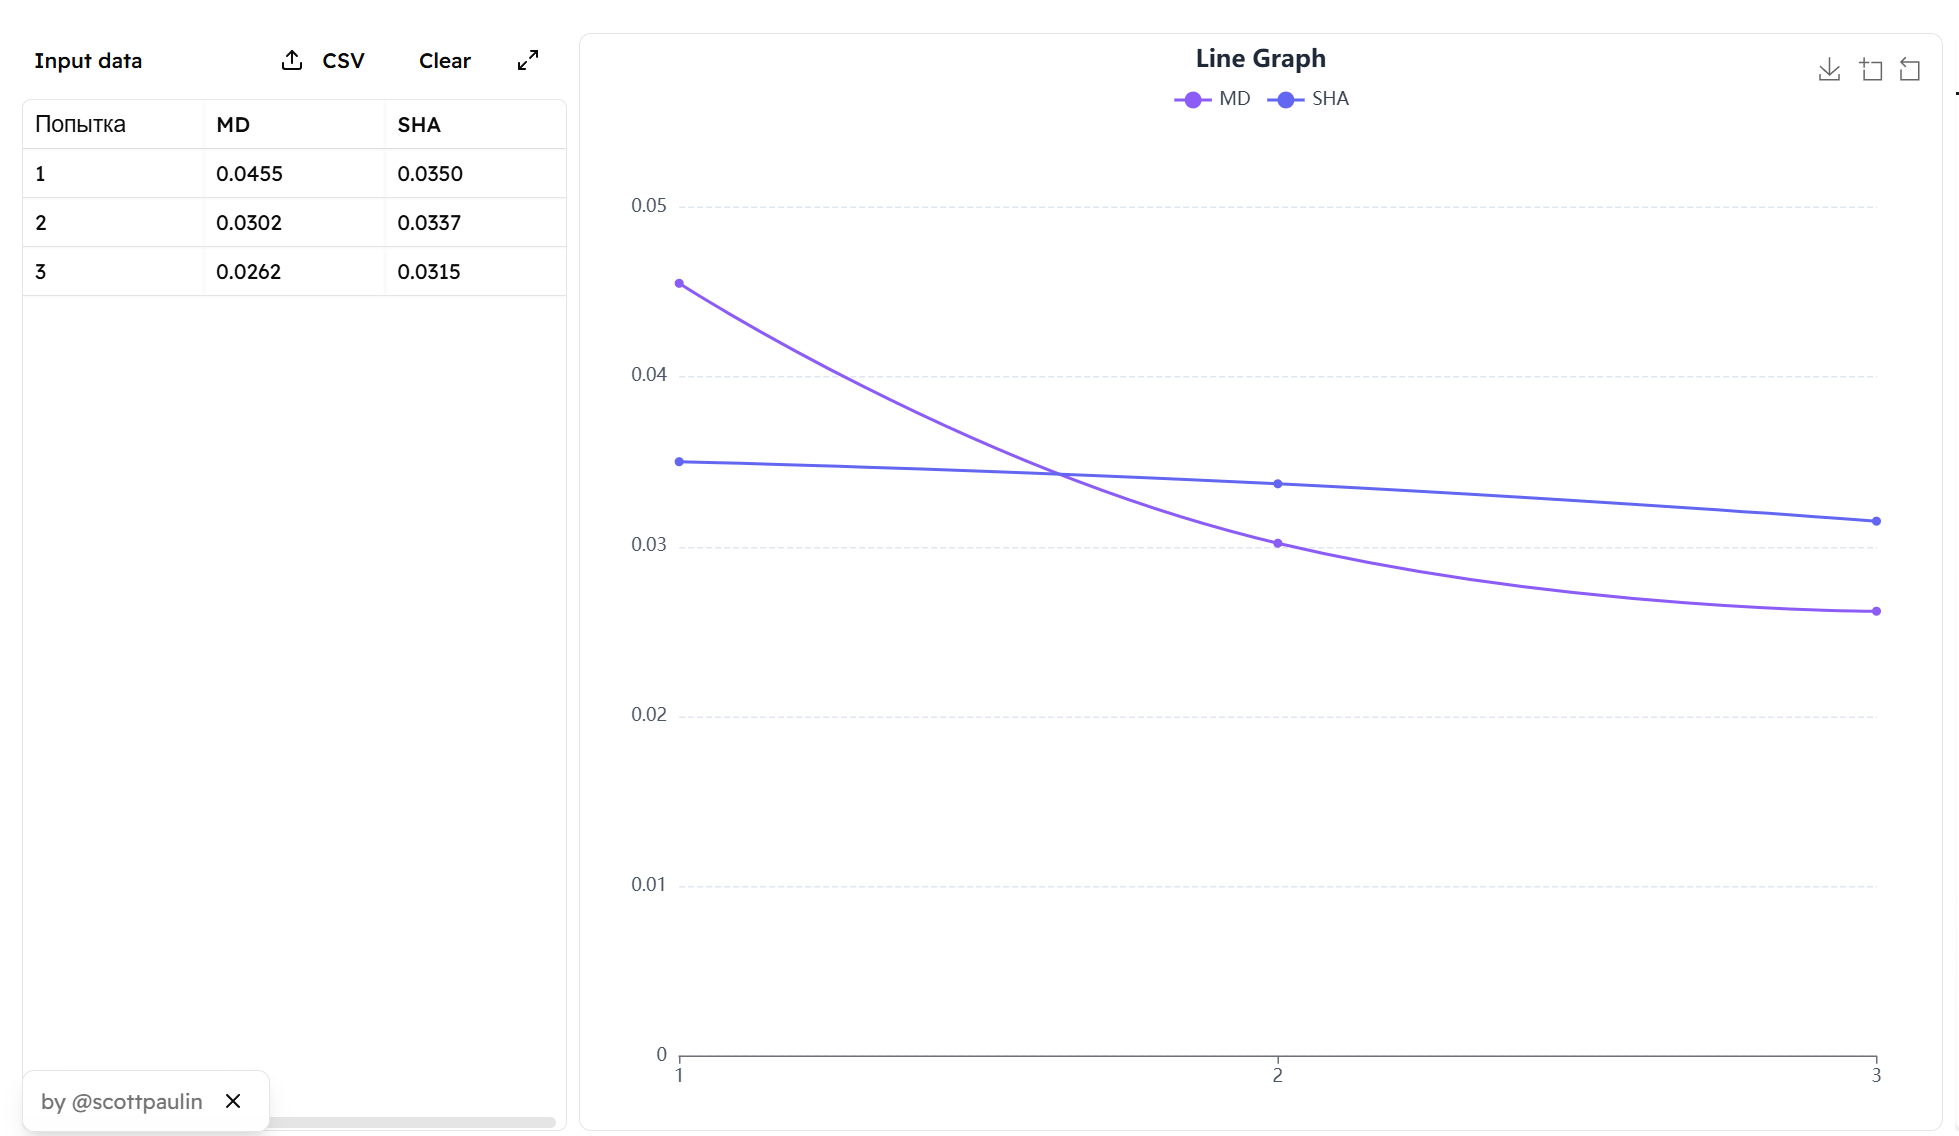 Input data CSV Clear
Попытка MD SHA
1 0.0455 0.0350
2 0.0302 0.0337
3 0.0262 0.0315
by @scottpaulin
Line Graph
MD SHA
0.05
0.04
0.03
0.02
0.01
0
1 2 3